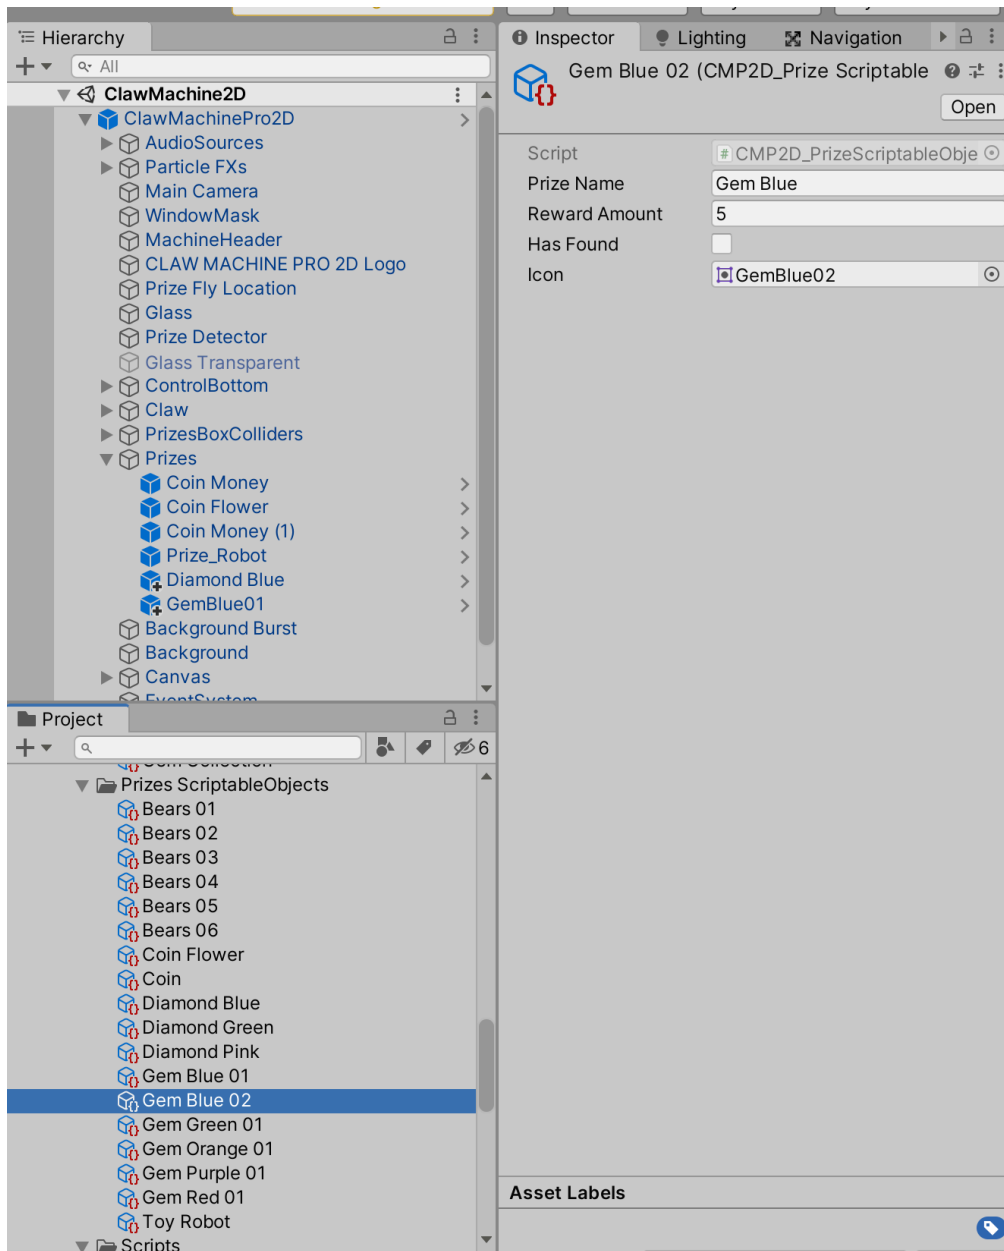 Hierarchy
All
ClawMachine2D
ClawMachinePro2D
AudioSources
Particle FXs
Main Camera
WindowMask
MachineHeader
CLAW MACHINE PRO 2D Logo
Prize Fly Location
Glass
Prize Detector
Glass Transparent
ControlBottom
Claw
PrizesBoxColliders
Prizes
Coin Money
Coin Flower
Coin Money (1)
Prize_Robot
Diamond Blue
GemBlue01
Background Burst
Background
Canvas
EventSystem
Project
6
Gem Collection
Prizes ScriptableObjects
Bears 01
Bears 02
Bears 03
Bears 04
Bears 05
Bears 06
Coin Flower
Coin
Diamond Blue
Diamond Green
Diamond Pink
Gem Blue 01
Gem Blue 02
Gem Green 01
Gem Orange 01
Gem Purple 01
Gem Red 01
Toy Robot
Scripts
Inspector Lighting Navigation
Gem Blue 02 (CMP2D_Prize Scriptable
Open
Script # CMP2D_PrizeScriptableObje
Prize Name Gem Blue
Reward Amount 5
Has Found
Icon GemBlue02
Asset Labels